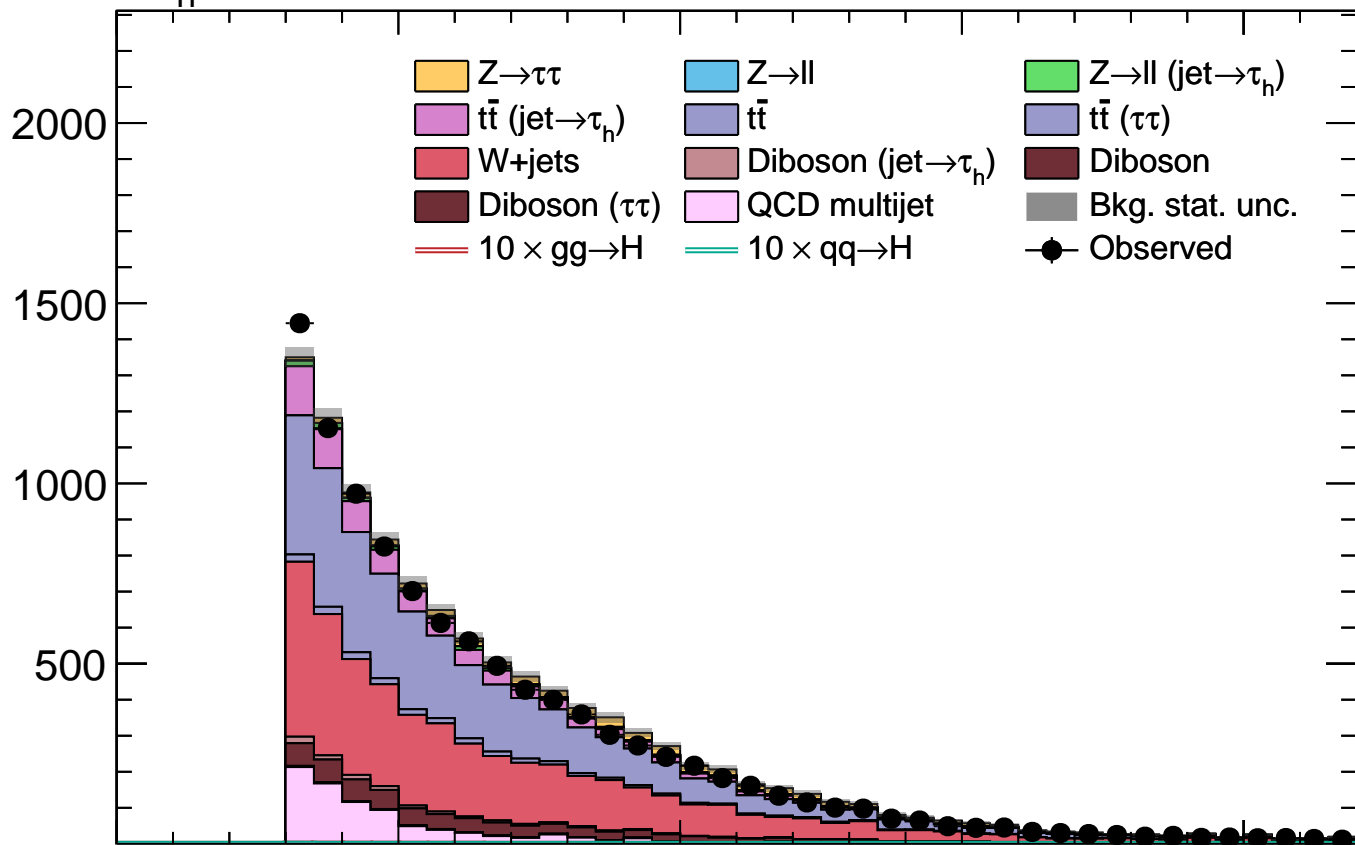 H
Z→ττ Z→ll Z→ll (jet→τh)
tt̄ (jet→τh) tt̄ tt̄ (ττ)
W+jets Diboson (jet→τh) Diboson
Diboson (ττ) QCD multijet Bkg. stat. unc.
10 × gg→H 10 × qq→H Observed
2000
1500
1000
500